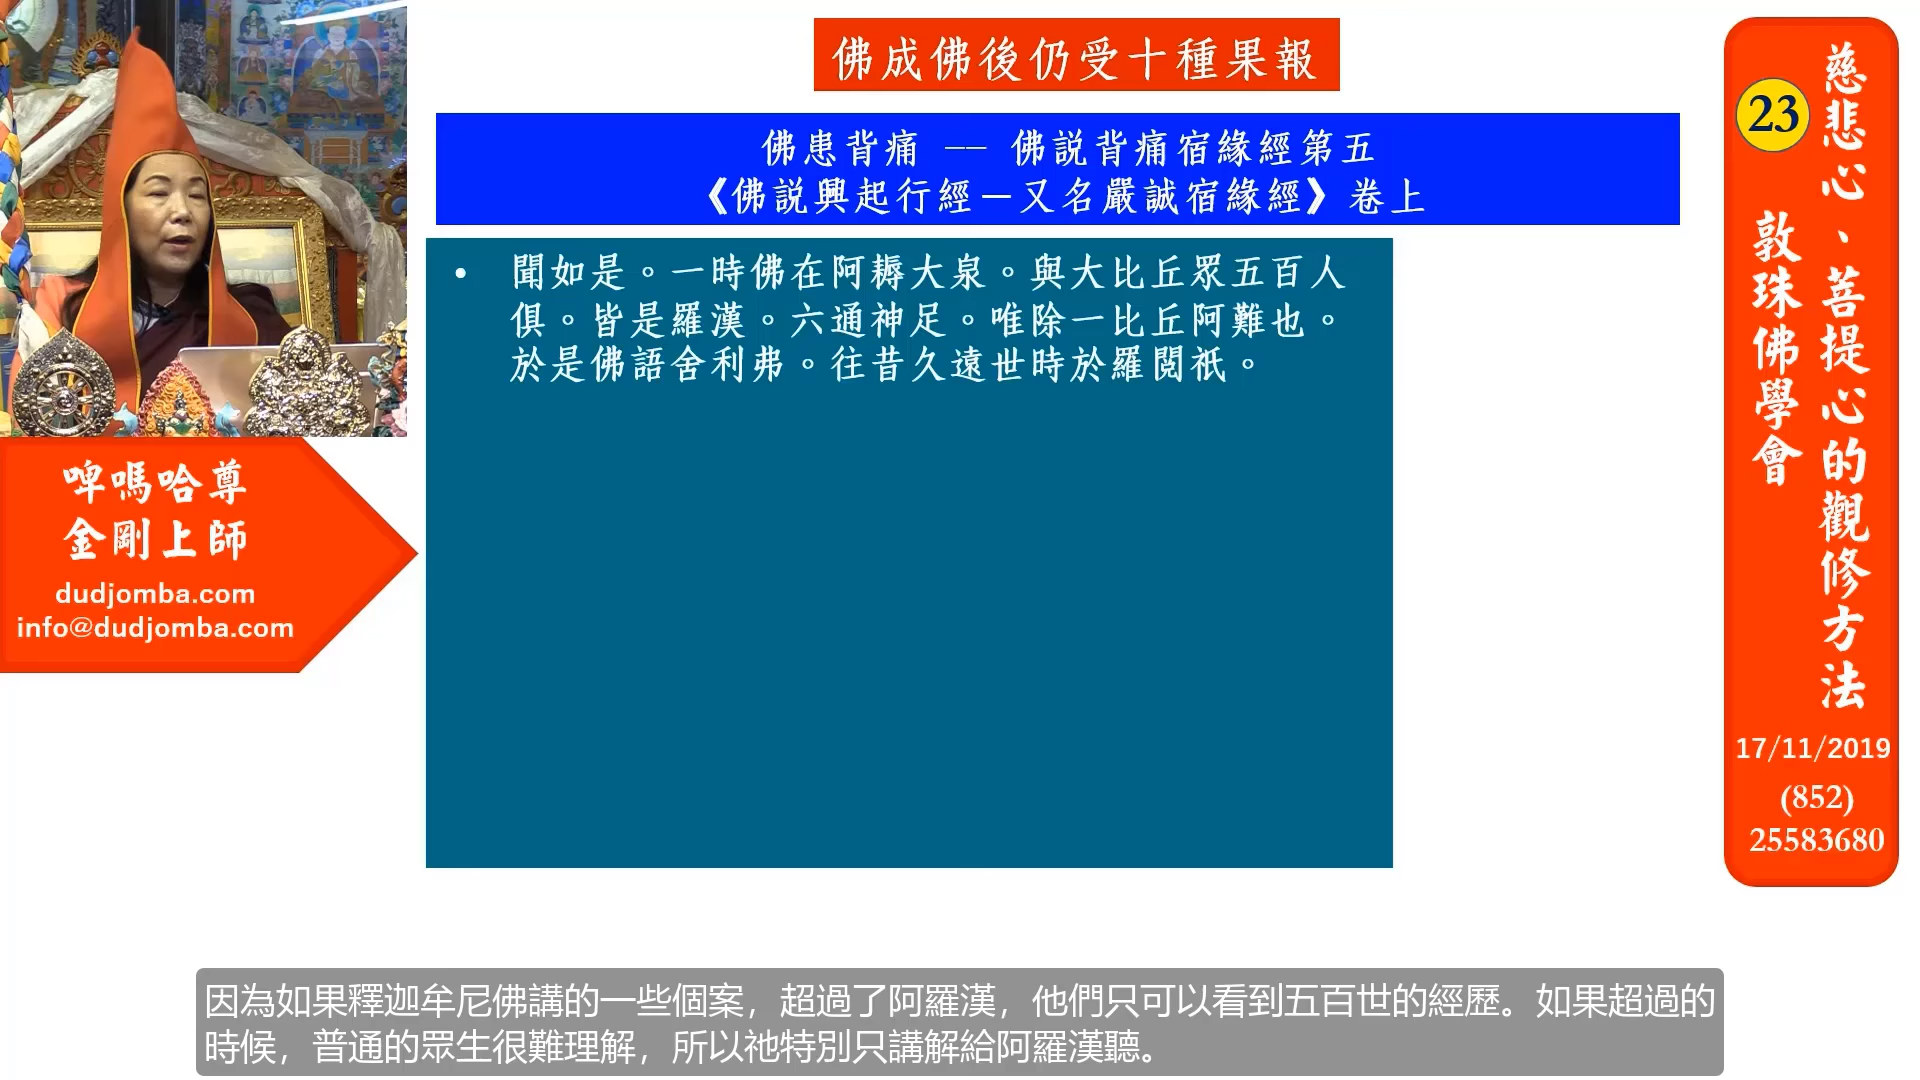 佛成佛後仍受十種果報
佛患背痛 — 佛説背痛宿緣經第五
《佛説興起行經－又名嚴誡宿緣經》卷上
• 聞如是。一時佛在阿耨大泉。與大比丘眾五百人
俱。皆是羅漢。六通神足。唯除一比丘阿難也。
於是佛語舍利弗。往昔久遠世時於羅閱祇。
啤嗎哈尊
金剛上師
dudjomba.com
info@dudjomba.com
慈悲心、菩提心的觀修方法
23
敦珠佛學會
17/11/2019
(852)
25583680
因為如果釋迦牟尼佛講的一些個案，超過了阿羅漢，他們只可以看到五百世的經歷。如果超過的
時候，普通的眾生很難理解，所以祂特別只講解給阿羅漢聽。